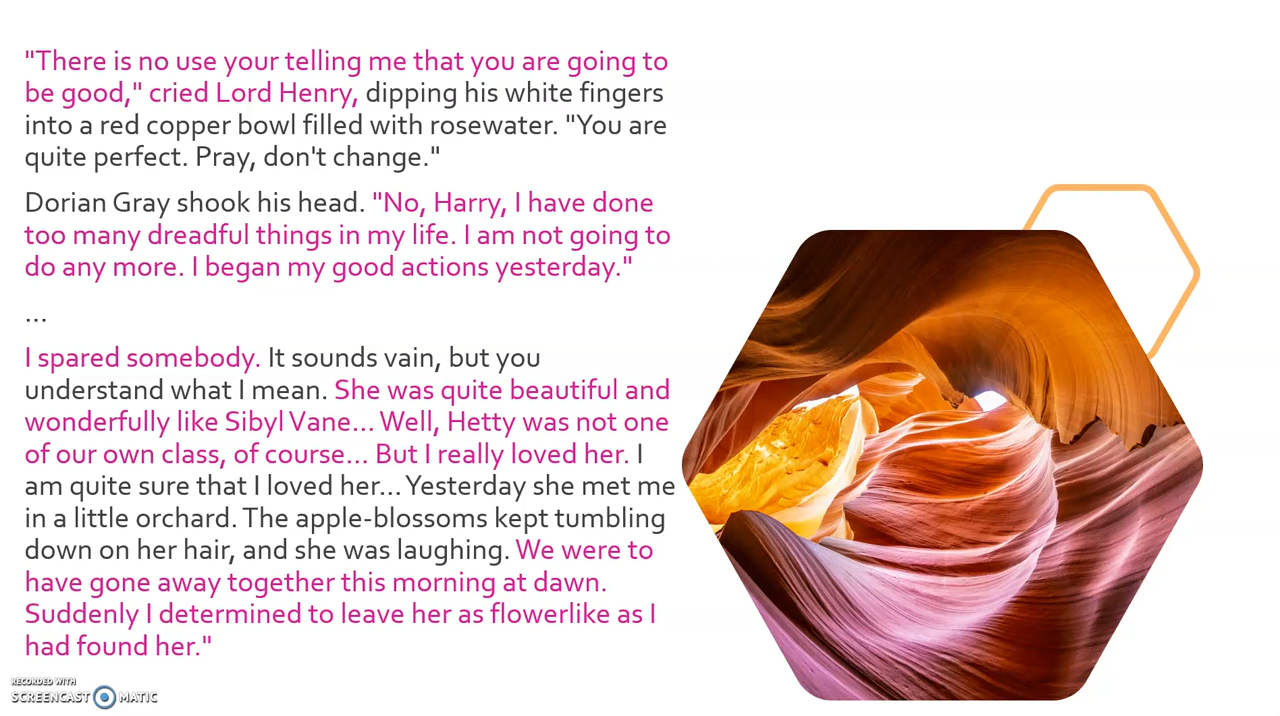 "There is no use your telling me that you are going to
be good," cried Lord Henry, dipping his white fingers
into a red copper bowl filled with rosewater. "You are
quite perfect. Pray, don't change."
Dorian Gray shook his head. "No, Harry, I have done
too many dreadful things in my life. I am not going to
do any more. I began my good actions yesterday."
...
I spared somebody. It sounds vain, but you
understand what I mean. She was quite beautiful and
wonderfully like Sibyl Vane... Well, Hetty was not one
of our own class, of course... But I really loved her. I
am quite sure that I loved her... Yesterday she met me
in a little orchard. The apple-blossoms kept tumbling
down on her hair, and she was laughing. We were to
have gone away together this morning at dawn.
Suddenly I determined to leave her as flowerlike as I
had found her."
RECORDED WITH
SCREENCAST MATIC